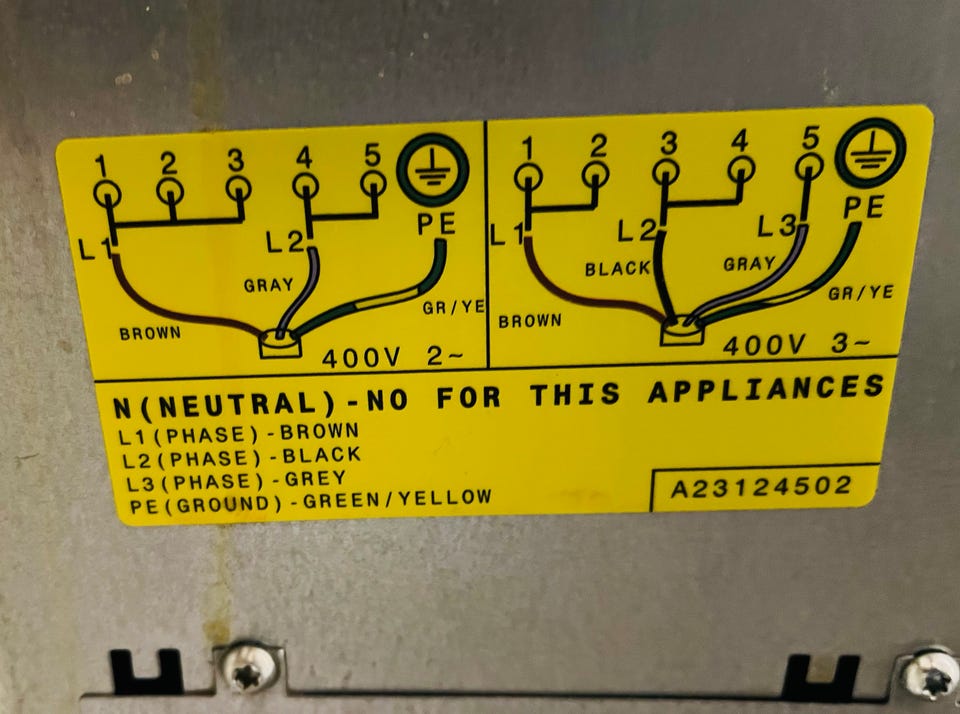 1 2 3 4 5
PE
L1 L2
GRAY
GR/YE
BROWN
400V 2~
1 2 3 4 5
PE
L1 L2 L3
BLACK GRAY
GR/YE
BROWN
400V 3~
N(NEUTRAL)-NO FOR THIS APPLIANCES
L1(PHASE)-BROWN
L2(PHASE)-BLACK
L3(PHASE)-GREY
PE(GROUND)-GREEN/YELLOW
A23124502